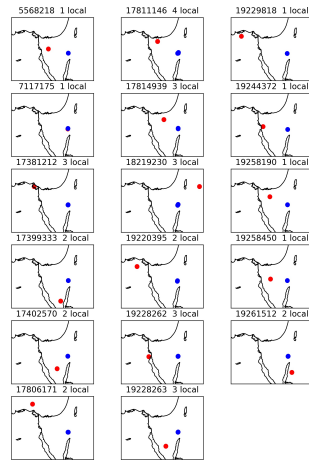 5568218 1 local
17811146 4 local
19229818 1 local
7117175 1 local
17814939 3 local
19244372 1 local
17381212 3 local
18219230 3 local
19258190 1 local
17399333 2 local
19220395 2 local
19258450 1 local
17402570 2 local
19228262 3 local
19261512 2 local
17806171 2 local
19228263 3 local